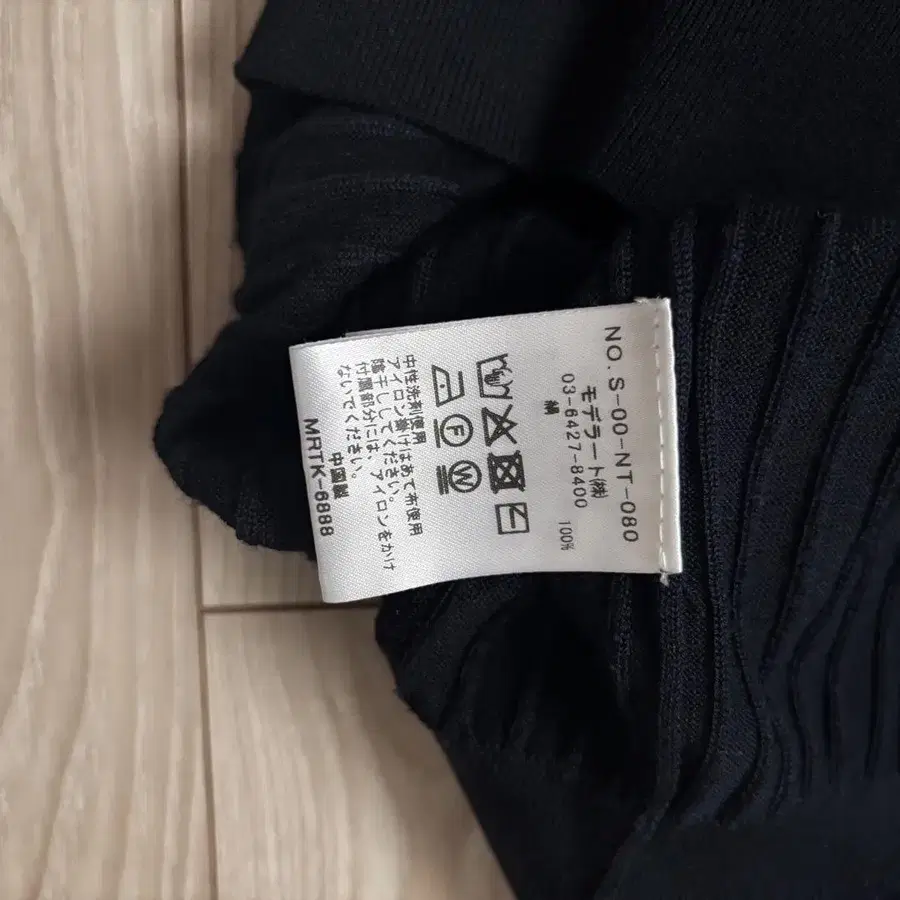 NO. S-00-NT-080
モデラート(株)
03-6427-8400
綿 100%
F
W
中性洗剤使用
アイロン掛けはあて布使用
陰干ししてください。
付属部分には、アイロンをかけ
ないでください。
中国製
MRTK-6888